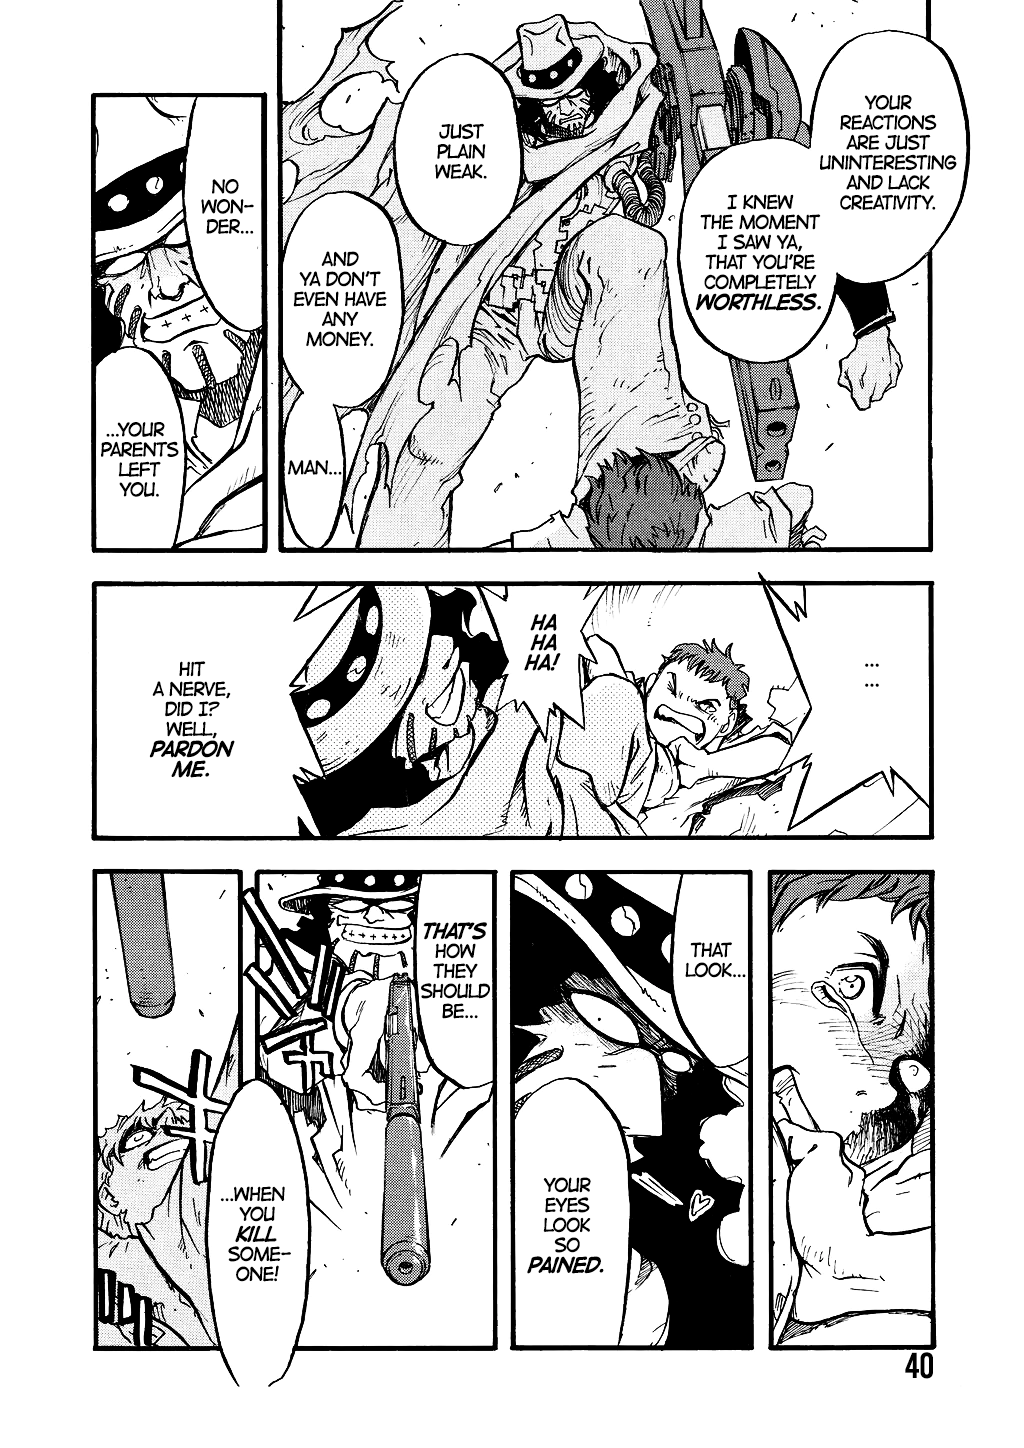 YOUR
REACTIONS
ARE JUST
UNINTERESTING
AND LACK
CREATIVITY.
I KNEW
THE MOMENT
I SAW YA,
THAT YOU'RE
COMPLETELY
WORTHLESS.
JUST
PLAIN
WEAK.
AND
YA DON'T
EVEN HAVE
ANY
MONEY.
MAN...
NO
WON-
DER...
...YOUR
PARENTS
LEFT
YOU.
...
...
HA
HA
HA!
HIT
A NERVE,
DID I?
WELL,
PARDON
ME.
THAT
LOOK...
YOUR
EYES
LOOK
SO
PAINED.
THAT'S
HOW
THEY
SHOULD
BE...
...WHEN
YOU
KILL
SOME-
ONE!
40